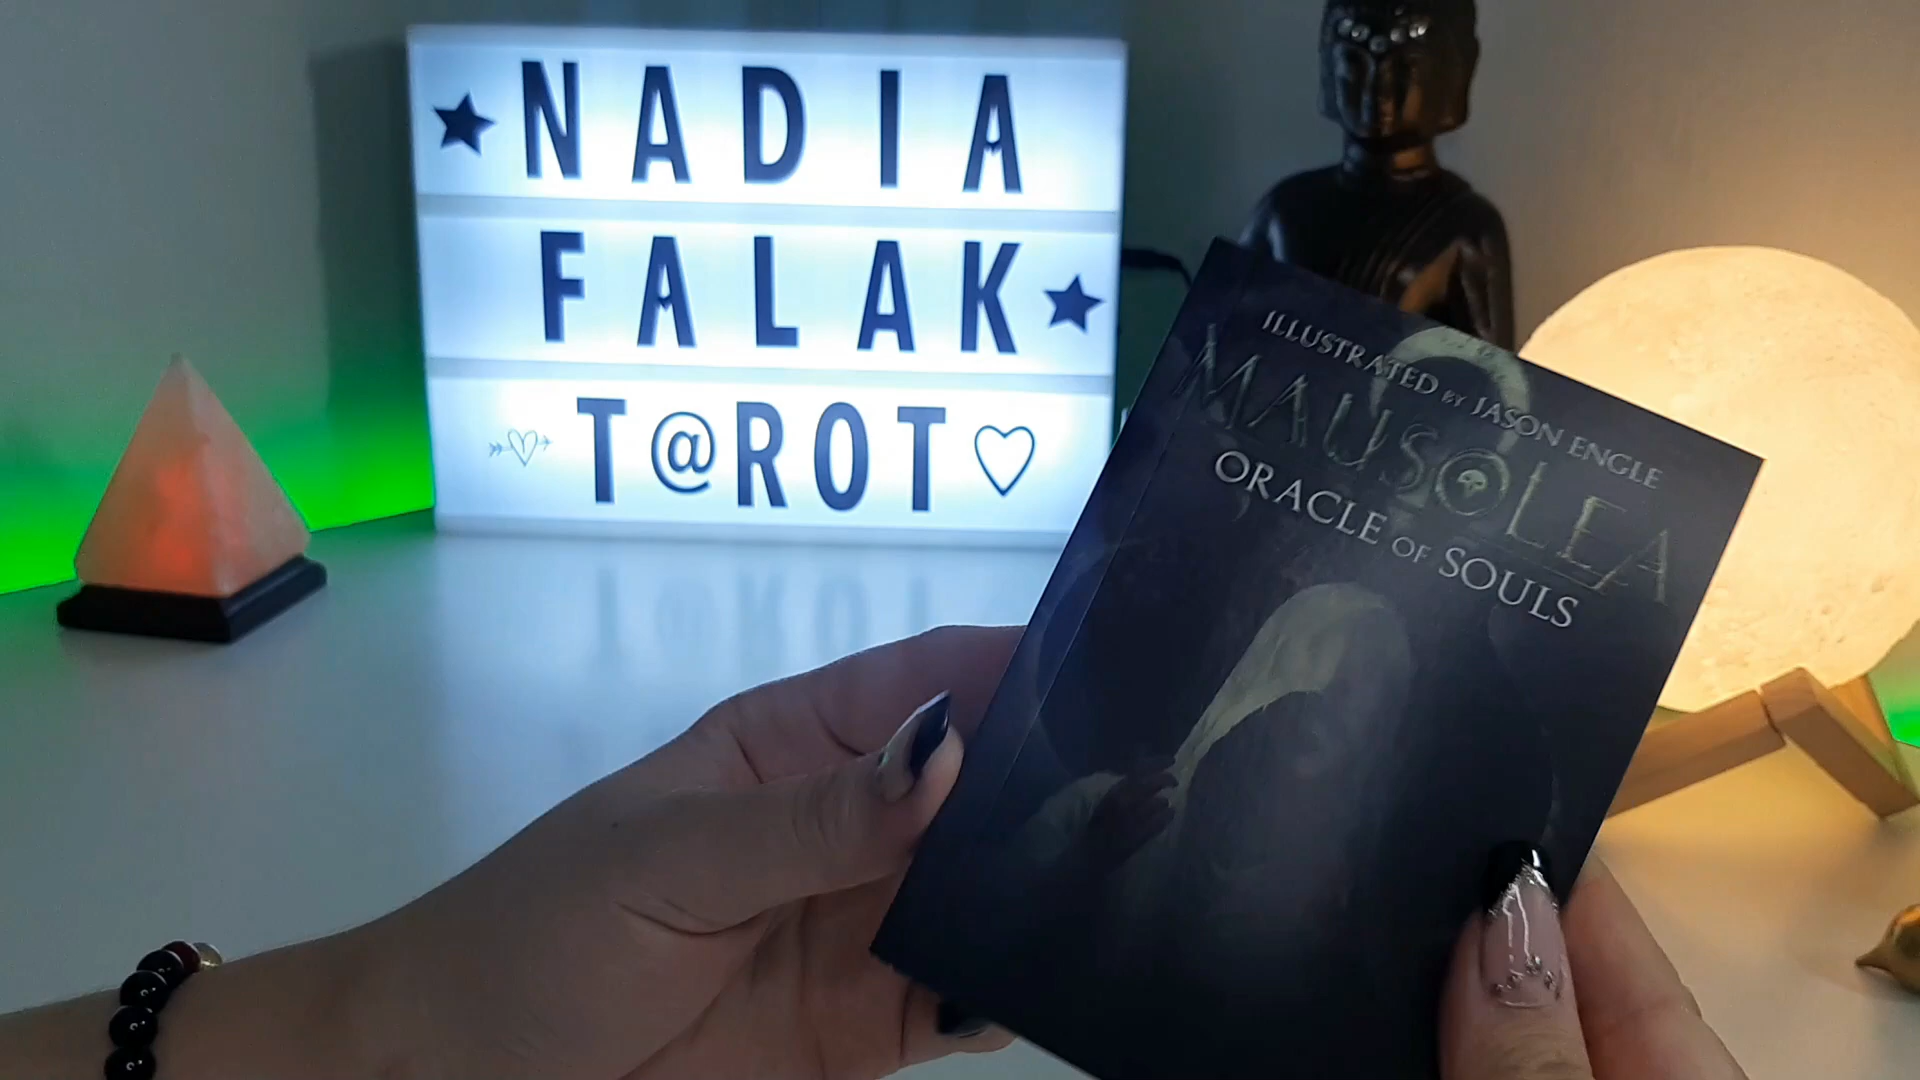 NADIA
FALAK
T@ROT
ILLUSTRATED BY JASON ENGLE
MAUSOLEA
ORACLE OF SOULS